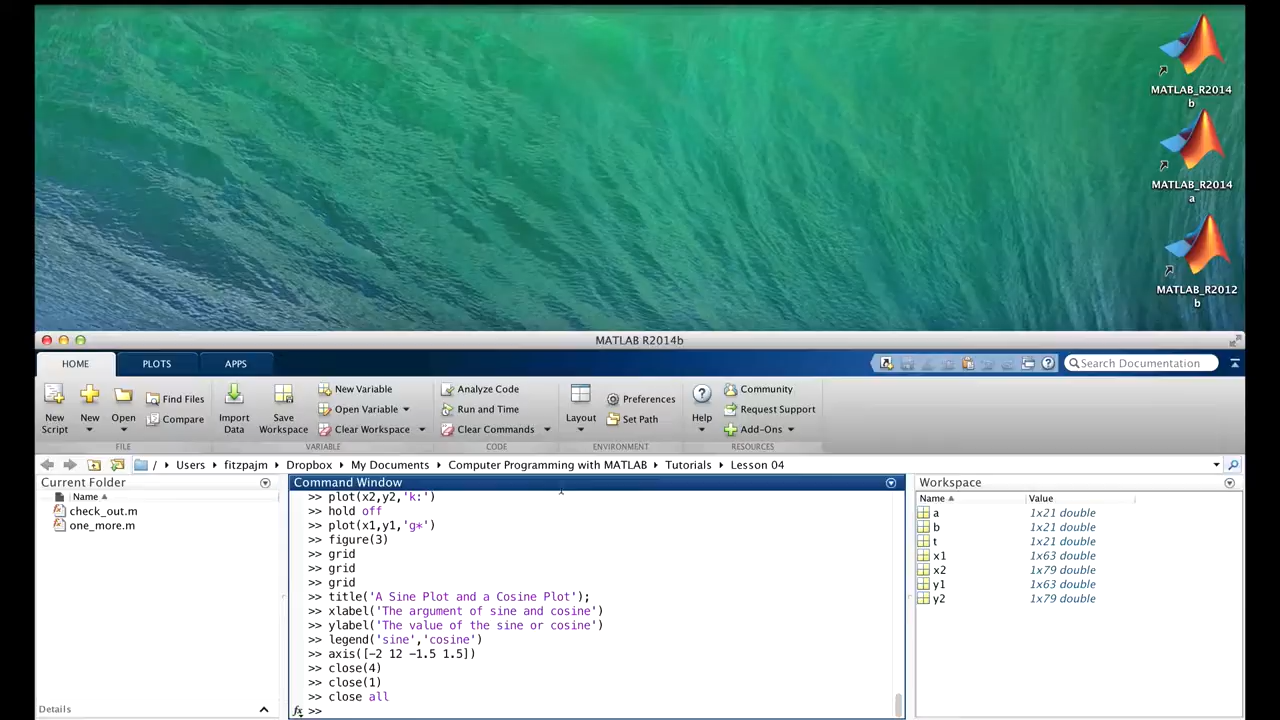 MATLAB_R2014
b
MATLAB_R2014
a
MATLAB_R2012
b
MATLAB R2014b
HOME PLOTS APPS
Search Documentation
New Script
New
Open
Find Files
Compare
FILE
Import Data
Save Workspace
New Variable
Open Variable
Clear Workspace
VARIABLE
Analyze Code
Run and Time
Clear Commands
CODE
Layout
Preferences
Set Path
ENVIRONMENT
Help
Community
Request Support
Add-Ons
RESOURCES
/ Users fitzpajm Dropbox My Documents Computer Programming with MATLAB Tutorials Lesson 04
Current Folder
Name
check_out.m
one_more.m
Details
Command Window
>> plot(x2,y2,'k:')
>> hold off
>> plot(x1,y1,'g*')
>> figure(3)
>> grid
>> grid
>> grid
>> title('A Sine Plot and a Cosine Plot');
>> xlabel('The argument of sine and cosine')
>> ylabel('The value of the sine or cosine')
>> legend('sine','cosine')
>> axis([-2 12 -1.5 1.5])
>> close(4)
>> close(1)
>> close all
fx >>
Workspace
Name Value
a 1x21 double
b 1x21 double
t 1x21 double
x1 1x63 double
x2 1x79 double
y1 1x63 double
y2 1x79 double